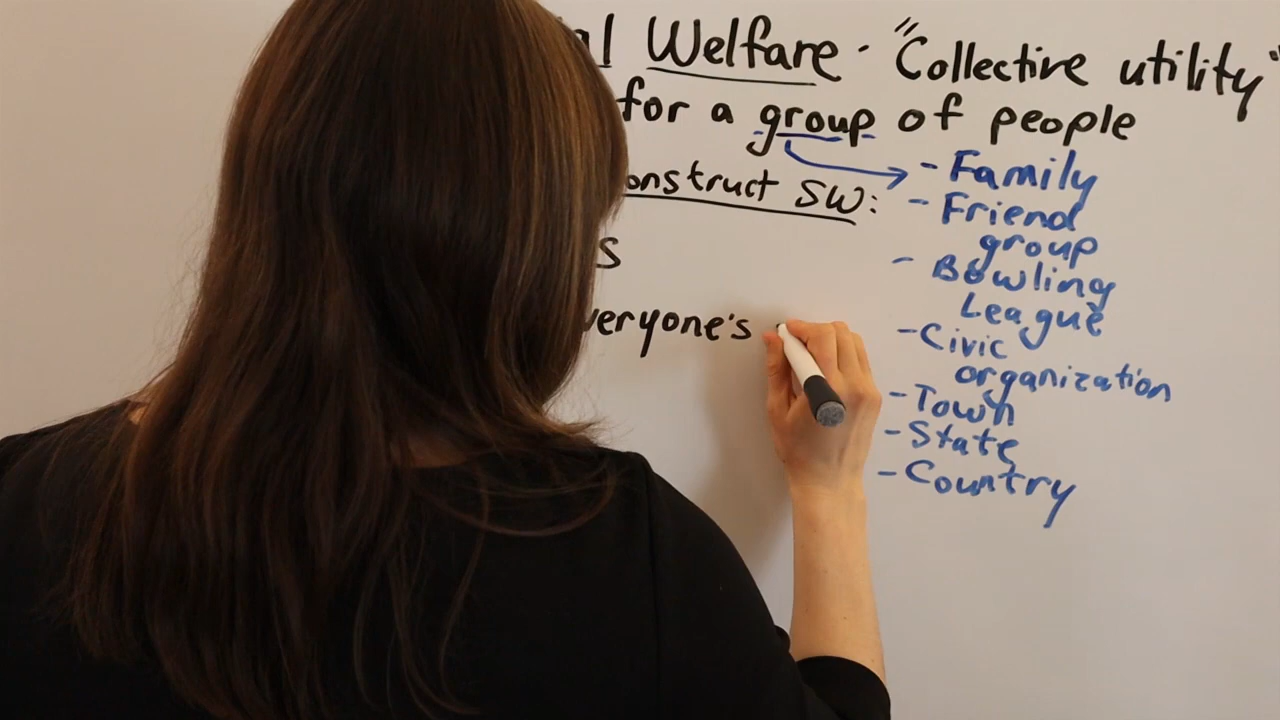 Welfare - "Collective utility"
for a group of people
- Family
onstruct SW:
- Friend
group
- Bowling
League
veryone's
- Civic
organization
- Town
- State
- Country